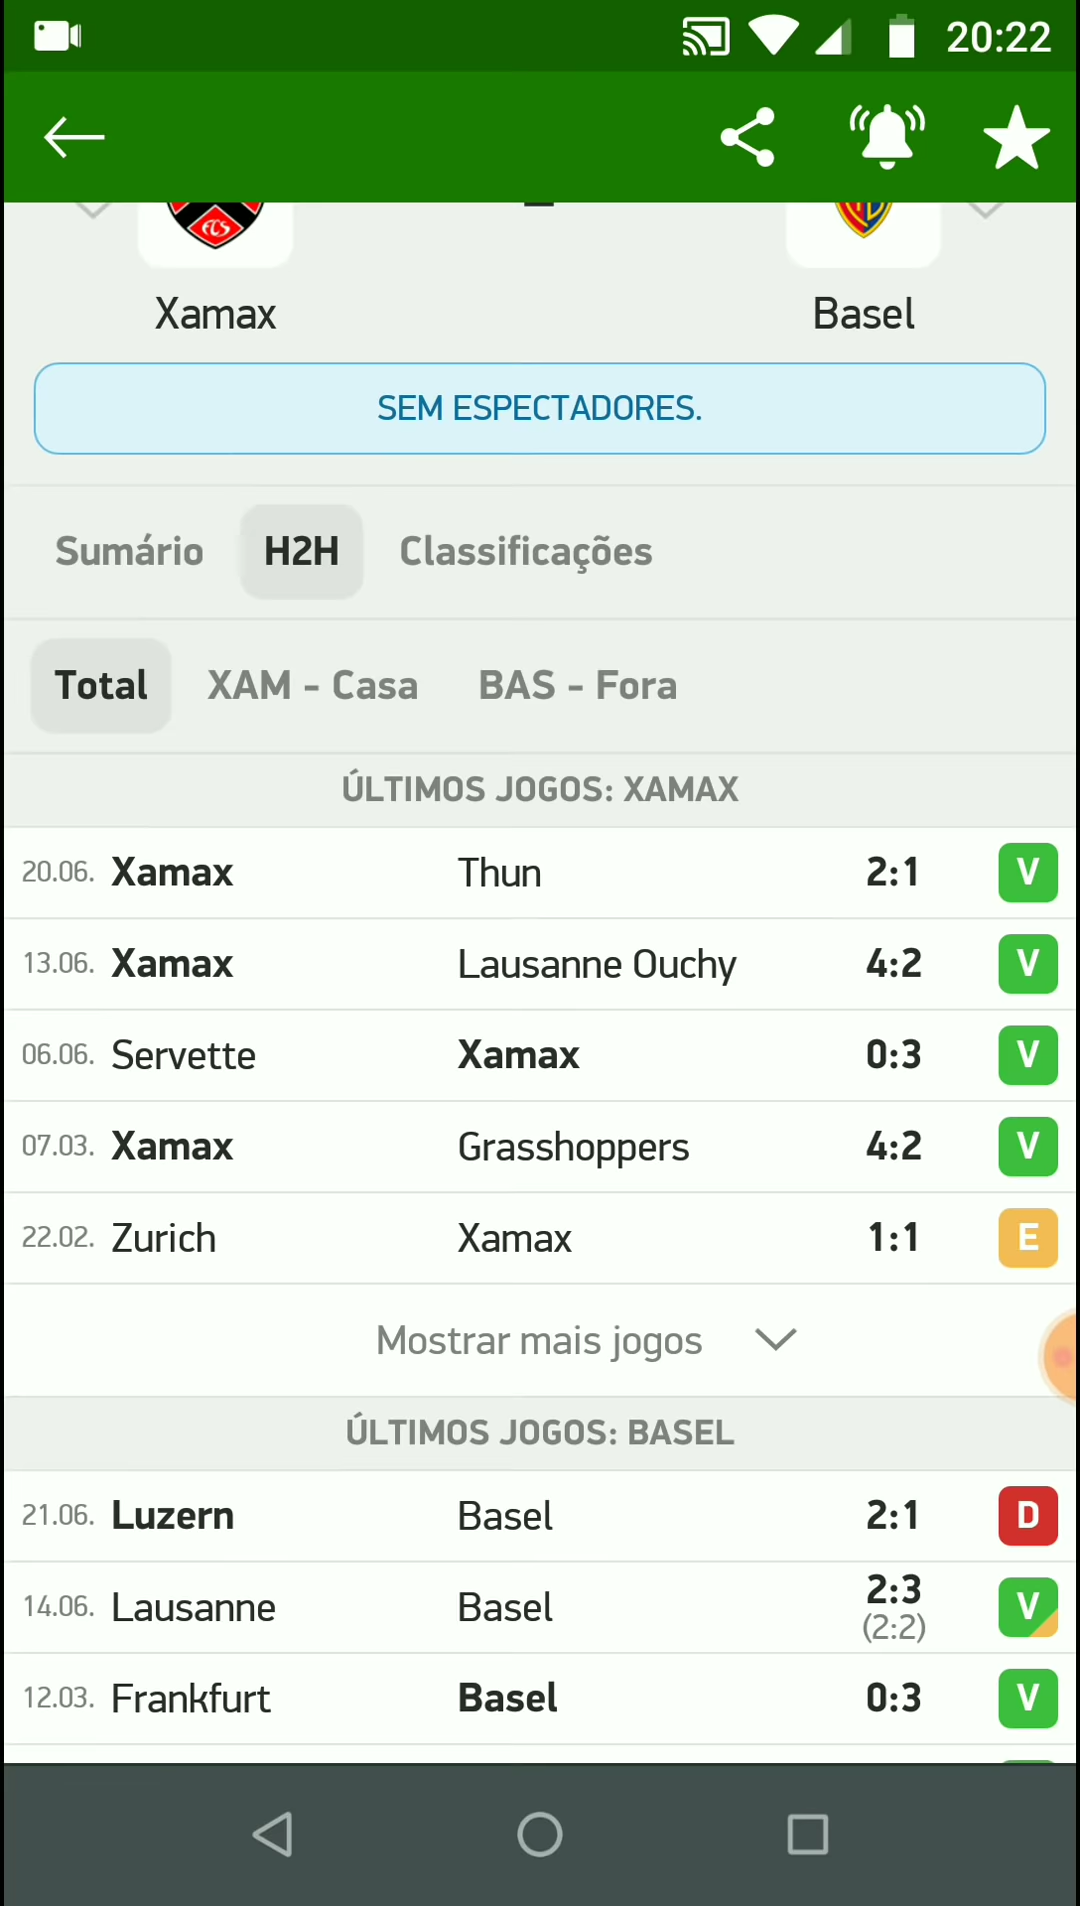 20:22
FCS
Xamax
Basel
SEM ESPECTADORES.
Sumário H2H Classificações
Total XAM - Casa BAS - Fora
ÚLTIMOS JOGOS: XAMAX
20.06. Xamax Thun 2:1 V
13.06. Xamax Lausanne Ouchy 4:2 V
06.06. Servette Xamax 0:3 V
07.03. Xamax Grasshoppers 4:2 V
22.02. Zurich Xamax 1:1 E
Mostrar mais jogos
ÚLTIMOS JOGOS: BASEL
21.06. Luzern Basel 2:1 D
14.06. Lausanne Basel 2:3 V
(2:2)
12.03. Frankfurt Basel 0:3 V